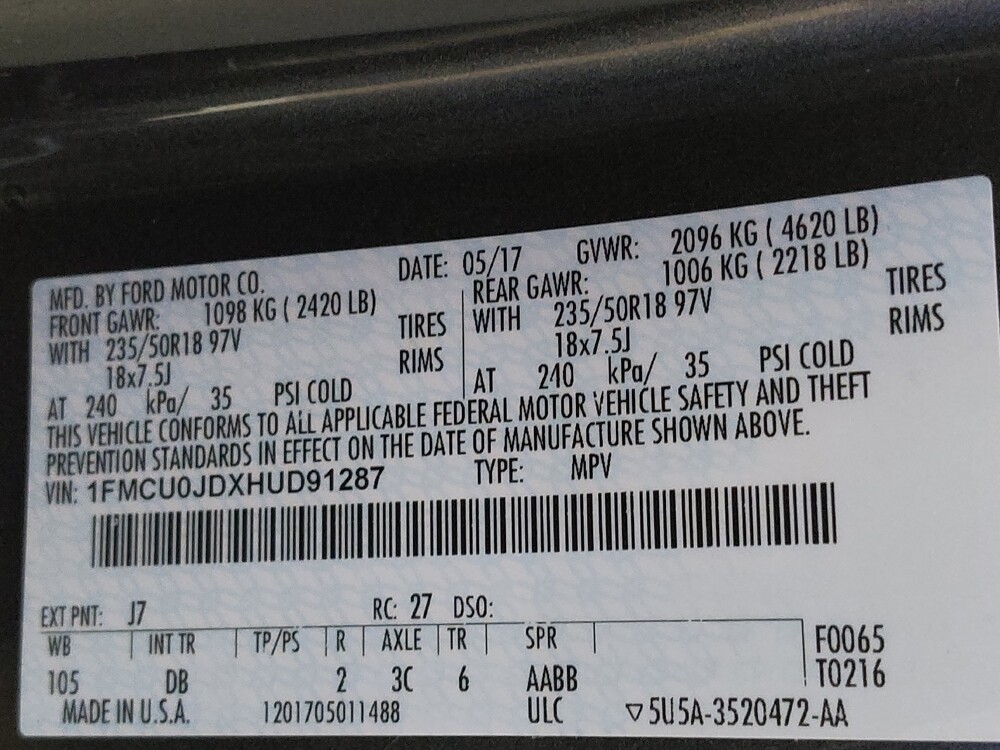 MFD. BY FORD MOTOR CO.
DATE: 05/17 GVWR: 2096 KG ( 4620 LB)
FRONT GAWR: 1098 KG ( 2420 LB) REAR GAWR: 1006 KG ( 2218 LB)
WITH 235/50R18 97V TIRES WITH 235/50R18 97V TIRES
18x7.5J RIMS 18x7.5J RIMS
AT 240 kPa/ 35 PSI COLD AT 240 kPa/ 35 PSI COLD
THIS VEHICLE CONFORMS TO ALL APPLICABLE FEDERAL MOTOR VEHICLE SAFETY AND THEFT
PREVENTION STANDARDS IN EFFECT ON THE DATE OF MANUFACTURE SHOWN ABOVE.
VIN: 1FMCU0JDXHUD91287 TYPE: MPV
EXT PNT: J7 RC: 27 DSO:
WB INT TR TP/PS R AXLE TR SPR F0065
105 DB 2 3C 6 AABB T0216
MADE IN U.S.A. 1201705011488 ULC ▽5U5A-3520472-AA